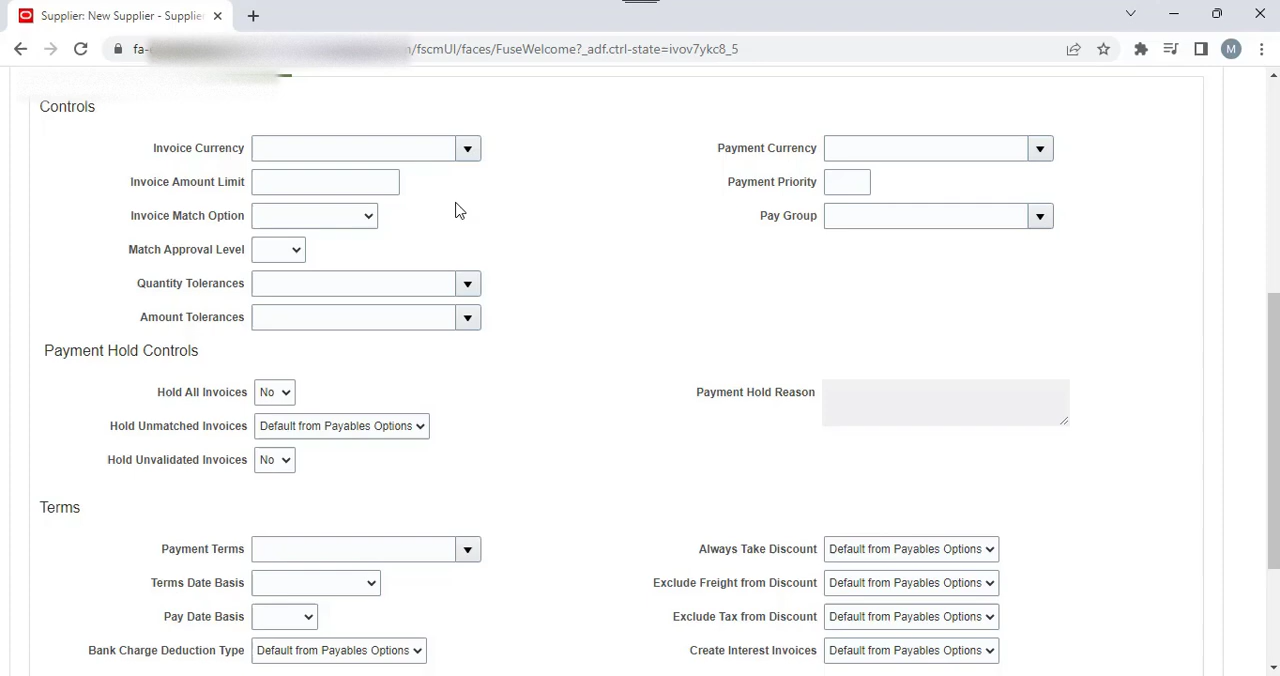 Supplier: New Supplier - Supplier
fa-
/fscmUI/faces/FuseWelcome?_adf.ctrl-state=ivov7ykc8_5
M
Controls
Invoice Currency
Payment Currency
Invoice Amount Limit
Payment Priority
Invoice Match Option
Pay Group
Match Approval Level
Quantity Tolerances
Amount Tolerances
Payment Hold Controls
Hold All Invoices No
Payment Hold Reason
Hold Unmatched Invoices Default from Payables Options
Hold Unvalidated Invoices No
Terms
Payment Terms
Always Take Discount Default from Payables Options
Terms Date Basis
Exclude Freight from Discount Default from Payables Options
Pay Date Basis
Exclude Tax from Discount Default from Payables Options
Bank Charge Deduction Type Default from Payables Options
Create Interest Invoices Default from Payables Options